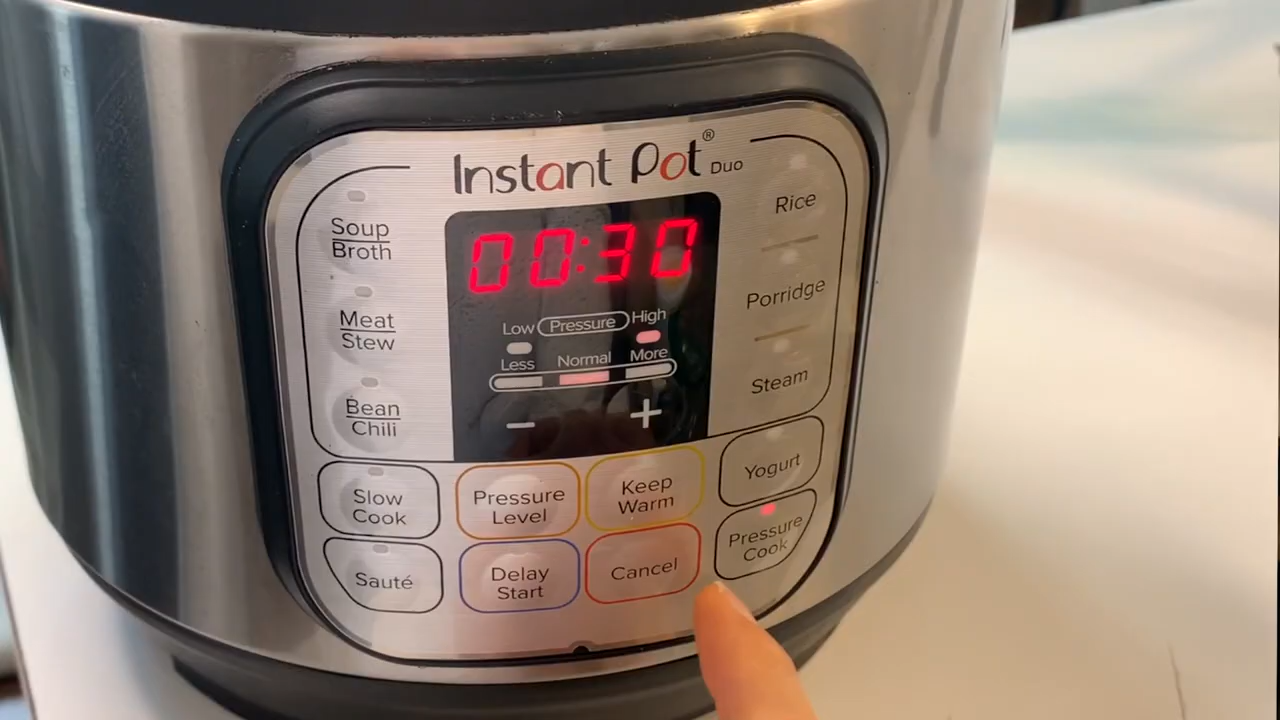 Instant Pot® Duo
00:30
Low Pressure High
Less Normal More
− +
Soup
Broth
Meat
Stew
Bean
Chili
Slow
Cook
Sauté
Pressure
Level
Keep
Warm
Delay
Start
Cancel
Rice
Porridge
Steam
Yogurt
Pressure
Cook